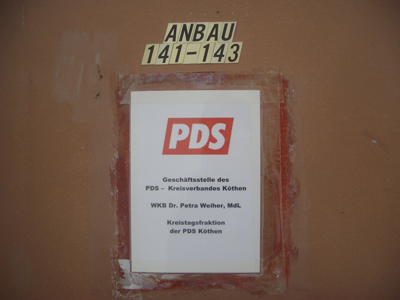 ANBAU
141-143
PDS
Geschäftsstelle des
PDS – Kreisverbandes Köthen
WKB Dr. Petra Weiher, MdL
Kreistagsfraktion
der PDS Köthen